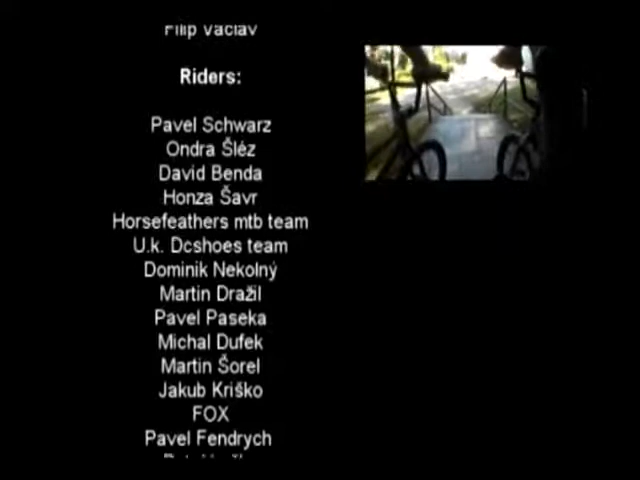 Filip Václav
Riders:
Pavel Schwarz
Ondra Šléz
David Benda
Honza Šavr
Horsefeathers mtb team
U.k. Dcshoes team
Dominik Nekolný
Martin Dražil
Pavel Paseka
Michal Dufek
Martin Šorel
Jakub Kriško
FOX
Pavel Fendrych